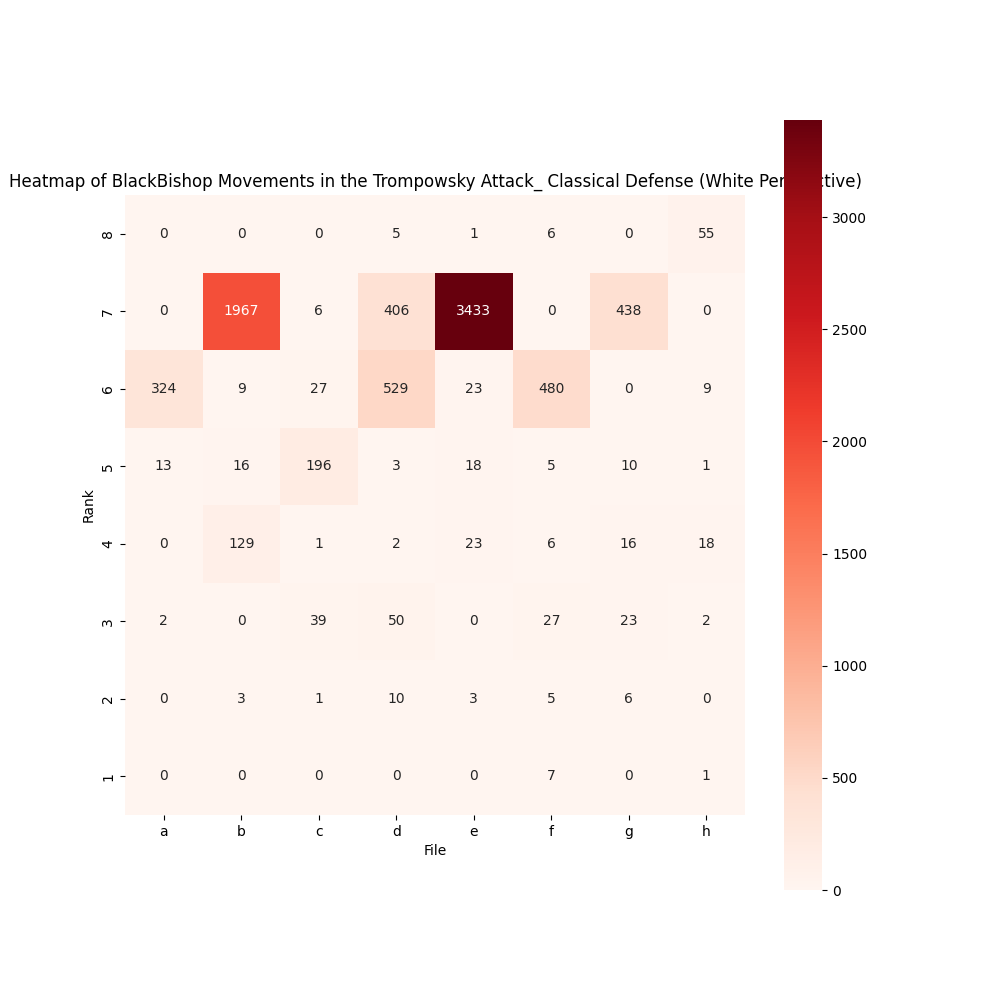 Heatmap of BlackBishop Movements in the Trompowsky Attack_ Classical Defense (White Per ctive)
8 0 0 0 5 1 6 0 55
7 0 1967 6 406 3433 0 438 0
6 324 9 27 529 23 480 0 9
5 13 16 196 3 18 5 10 1
4 0 129 1 2 23 6 16 18
3 2 0 39 50 0 27 23 2
2 0 3 1 10 3 5 6 0
1 0 0 0 0 0 7 0 1
a b c d e f g h
File
Rank
3000
2500
2000
1500
1000
500
0